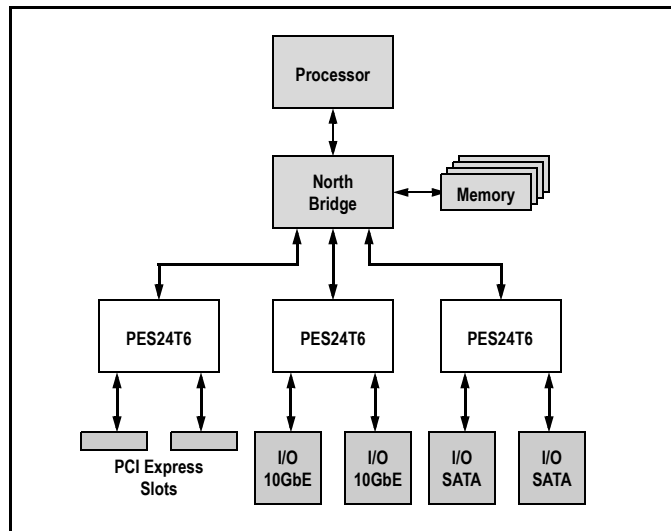 Processor
North
Bridge
Memory
PES24T6
PES24T6
PES24T6
PCI Express
Slots
I/O
10GbE
I/O
10GbE
I/O
SATA
I/O
SATA